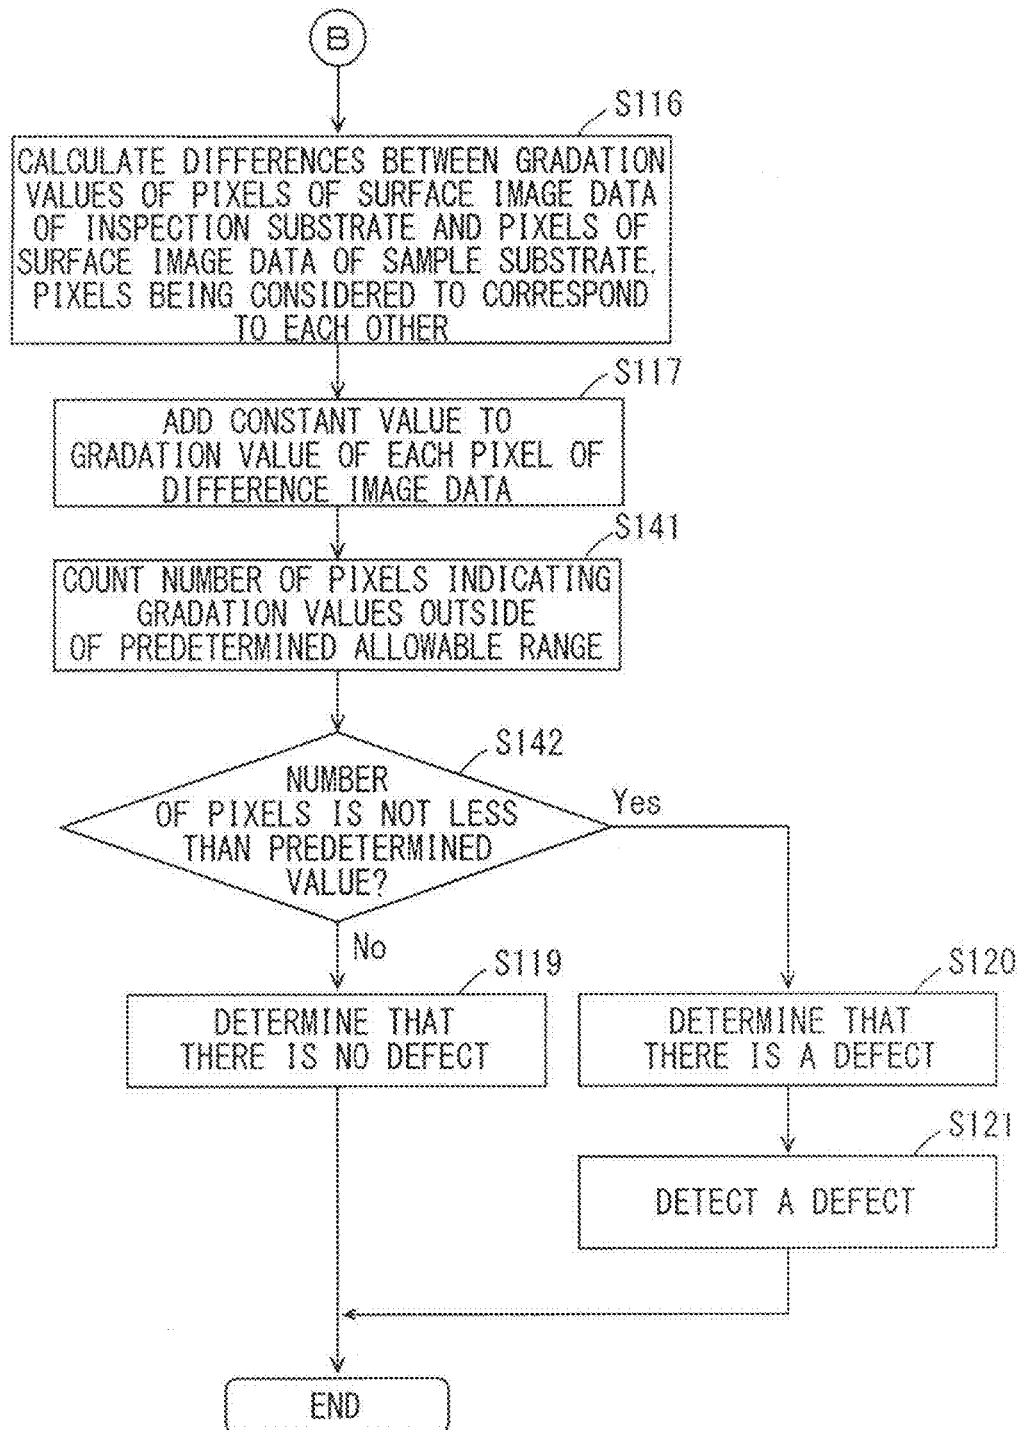 B
S116
CALCULATE DIFFERENCES BETWEEN GRADATION
VALUES OF PIXELS OF SURFACE IMAGE DATA
OF INSPECTION SUBSTRATE AND PIXELS OF
SURFACE IMAGE DATA OF SAMPLE SUBSTRATE,
PIXELS BEING CONSIDERED TO CORRESPOND
TO EACH OTHER
S117
ADD CONSTANT VALUE TO
GRADATION VALUE OF EACH PIXEL OF
DIFFERENCE IMAGE DATA
S141
COUNT NUMBER OF PIXELS INDICATING
GRADATION VALUES OUTSIDE
OF PREDETERMINED ALLOWABLE RANGE
S142
NUMBER
OF PIXELS IS NOT LESS
THAN PREDETERMINED
VALUE?
Yes
No
S119
DETERMINE THAT
THERE IS NO DEFECT
S120
DETERMINE THAT
THERE IS A DEFECT
S121
DETECT A DEFECT
END